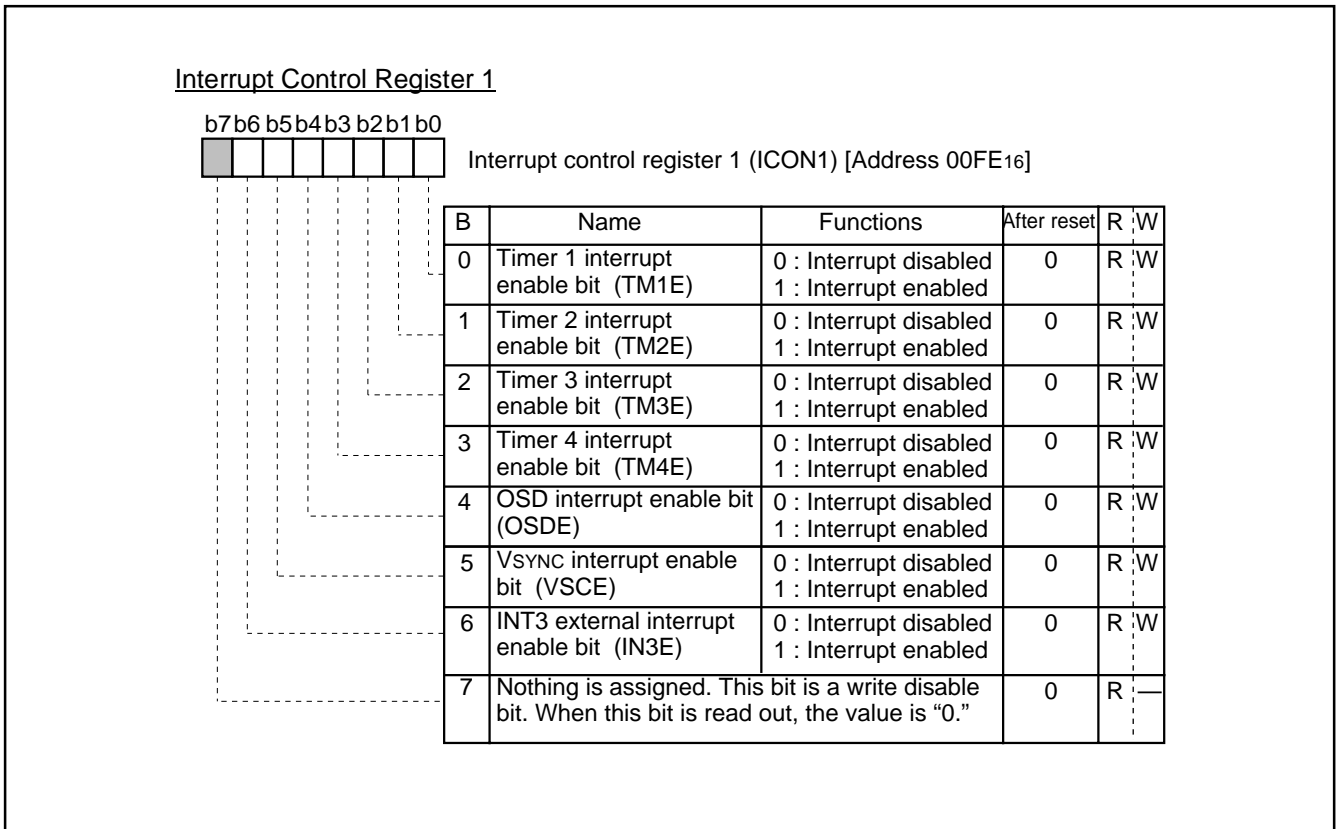 Interrupt Control Register 1
b7 b6 b5 b4 b3 b2 b1 b0
Interrupt control register 1 (ICON1) [Address 00FE16]
B Name Functions After reset R W
0 Timer 1 interrupt 0 : Interrupt disabled 0 R W
enable bit (TM1E) 1 : Interrupt enabled
1 Timer 2 interrupt 0 : Interrupt disabled 0 R W
enable bit (TM2E) 1 : Interrupt enabled
2 Timer 3 interrupt 0 : Interrupt disabled 0 R W
enable bit (TM3E) 1 : Interrupt enabled
3 Timer 4 interrupt 0 : Interrupt disabled 0 R W
enable bit (TM4E) 1 : Interrupt enabled
4 OSD interrupt enable bit 0 : Interrupt disabled 0 R W
(OSDE) 1 : Interrupt enabled
5 VSYNC interrupt enable 0 : Interrupt disabled 0 R W
bit (VSCE) 1 : Interrupt enabled
6 INT3 external interrupt 0 : Interrupt disabled 0 R W
enable bit (IN3E) 1 : Interrupt enabled
7 Nothing is assigned. This bit is a write disable 0 R —
bit. When this bit is read out, the value is “0.”